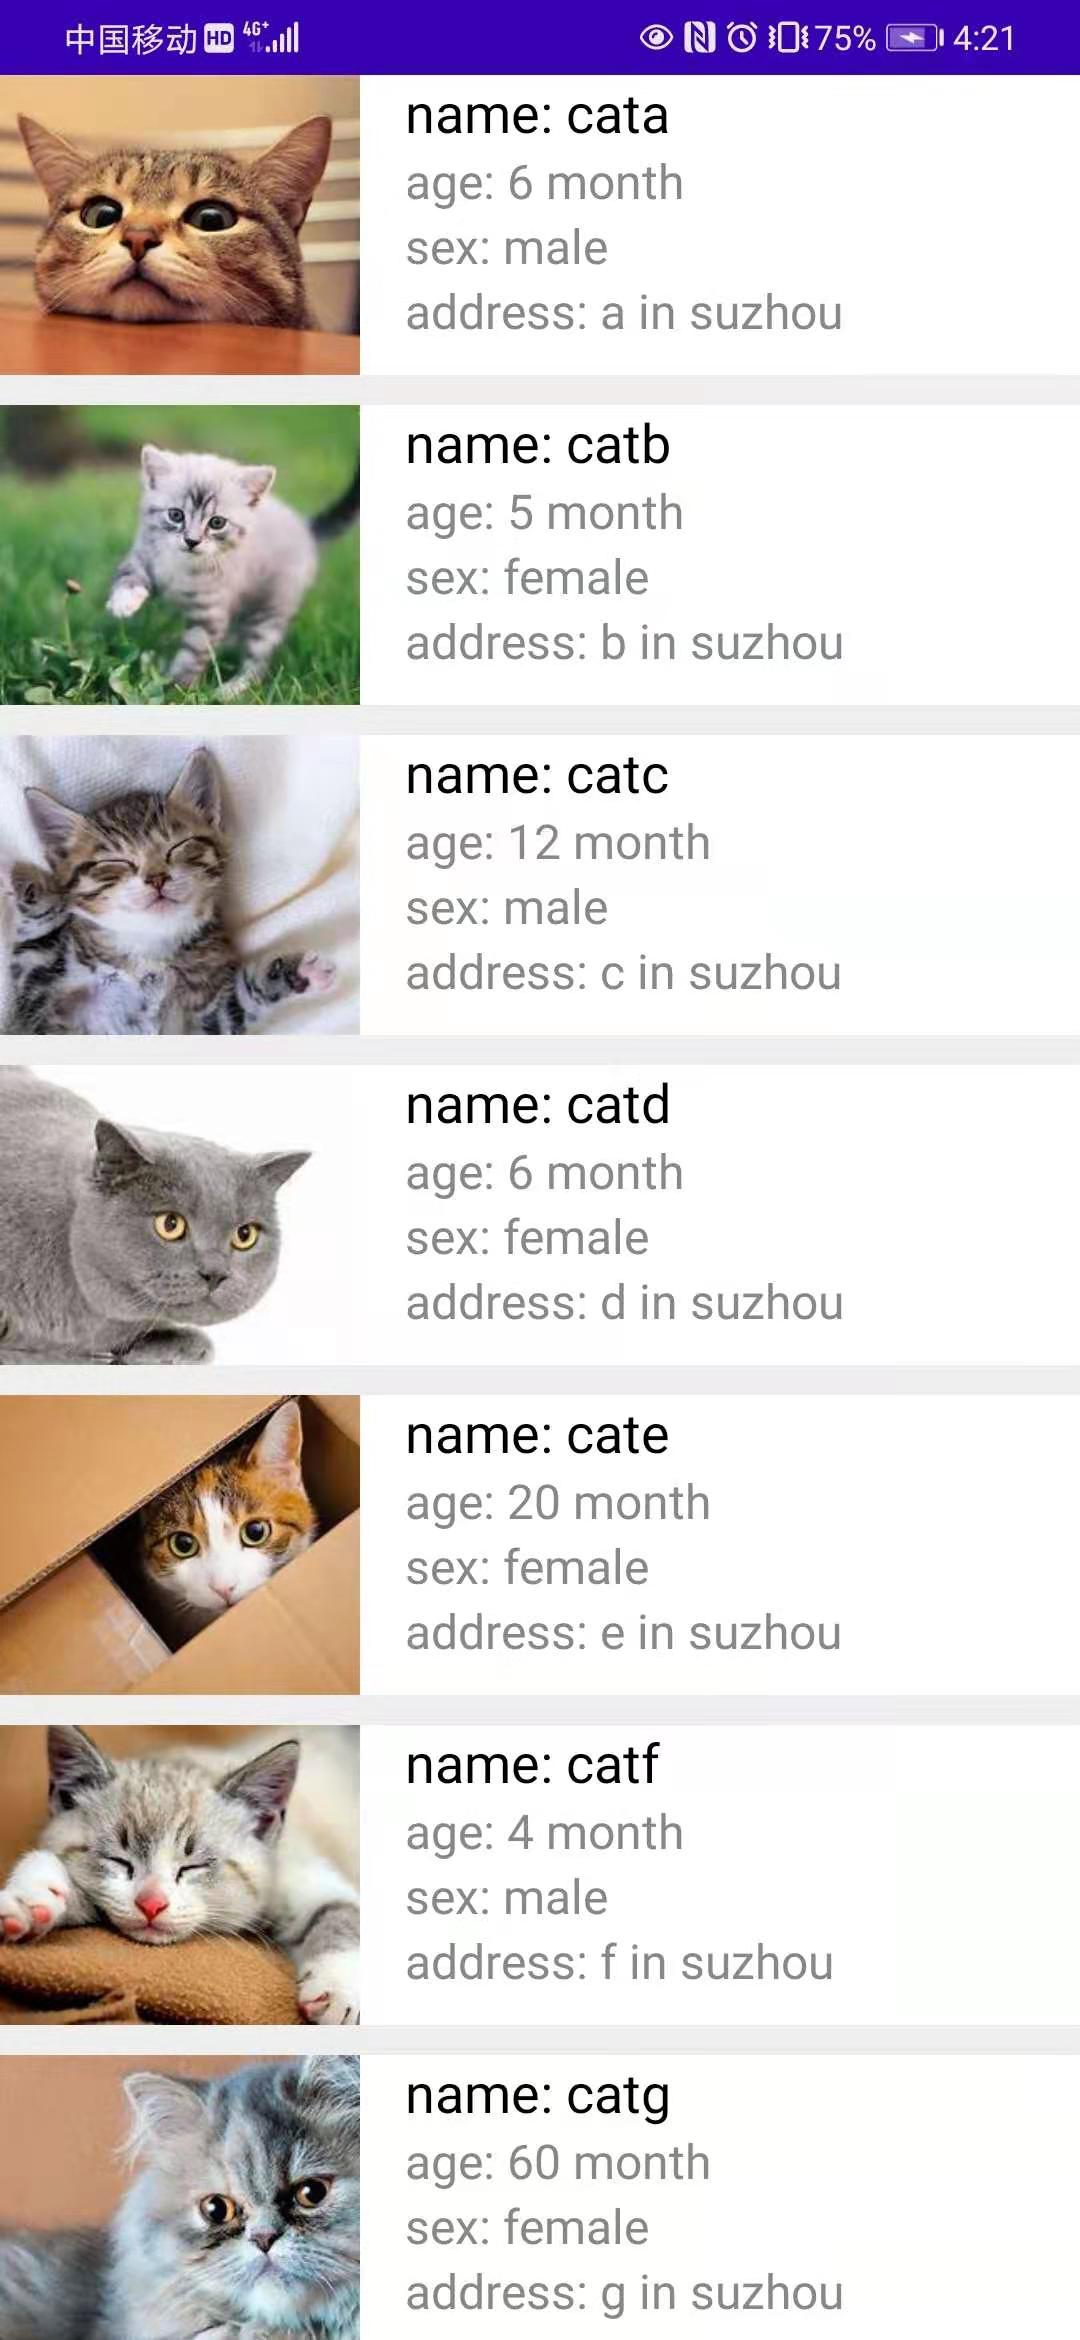 中国移动 HD 4G+ 75% 4:21
name: cata
age: 6 month
sex: male
address: a in suzhou
name: catb
age: 5 month
sex: female
address: b in suzhou
name: catc
age: 12 month
sex: male
address: c in suzhou
name: catd
age: 6 month
sex: female
address: d in suzhou
name: cate
age: 20 month
sex: female
address: e in suzhou
name: catf
age: 4 month
sex: male
address: f in suzhou
name: catg
age: 60 month
sex: female
address: g in suzhou